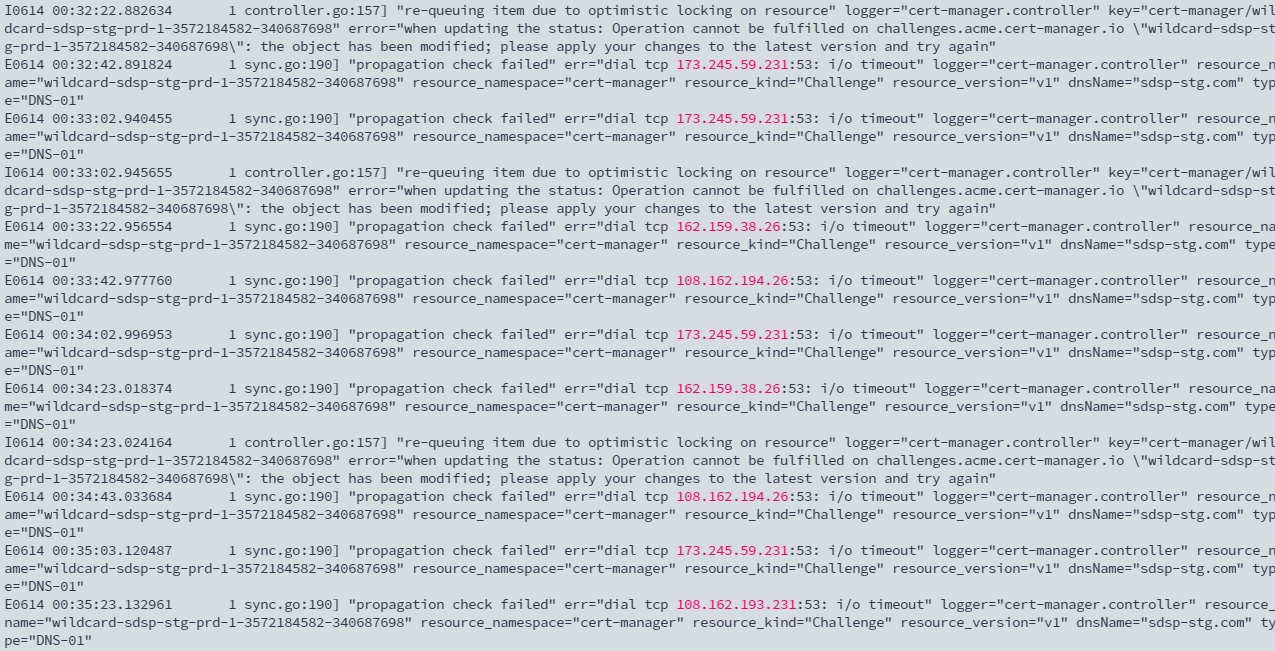 I0614 00:32:22.882634       1 controller.go:157] "re-queuing item due to optimistic locking on resource" logger="cert-manager.controller" key="cert-manager/wil
dcard-sdsp-stg-prd-1-3572184582-340687698" error="when updating the status: Operation cannot be fulfilled on challenges.acme.cert-manager.io \"wildcard-sdsp-st
g-prd-1-3572184582-340687698\": the object has been modified; please apply your changes to the latest version and try again"
E0614 00:32:42.891824       1 sync.go:190] "propagation check failed" err="dial tcp 173.245.59.231:53: i/o timeout" logger="cert-manager.controller" resource_n
ame="wildcard-sdsp-stg-prd-1-3572184582-340687698" resource_namespace="cert-manager" resource_kind="Challenge" resource_version="v1" dnsName="sdsp-stg.com" typ
e="DNS-01"
E0614 00:33:02.940455       1 sync.go:190] "propagation check failed" err="dial tcp 173.245.59.231:53: i/o timeout" logger="cert-manager.controller" resource_n
ame="wildcard-sdsp-stg-prd-1-3572184582-340687698" resource_namespace="cert-manager" resource_kind="Challenge" resource_version="v1" dnsName="sdsp-stg.com" typ
e="DNS-01"
I0614 00:33:02.945655       1 controller.go:157] "re-queuing item due to optimistic locking on resource" logger="cert-manager.controller" key="cert-manager/wil
dcard-sdsp-stg-prd-1-3572184582-340687698" error="when updating the status: Operation cannot be fulfilled on challenges.acme.cert-manager.io \"wildcard-sdsp-st
g-prd-1-3572184582-340687698\": the object has been modified; please apply your changes to the latest version and try again"
E0614 00:33:22.956554       1 sync.go:190] "propagation check failed" err="dial tcp 162.159.38.26:53: i/o timeout" logger="cert-manager.controller" resource_na
me="wildcard-sdsp-stg-prd-1-3572184582-340687698" resource_namespace="cert-manager" resource_kind="Challenge" resource_version="v1" dnsName="sdsp-stg.com" type
="DNS-01"
E0614 00:33:42.977760       1 sync.go:190] "propagation check failed" err="dial tcp 108.162.194.26:53: i/o timeout" logger="cert-manager.controller" resource_n
ame="wildcard-sdsp-stg-prd-1-3572184582-340687698" resource_namespace="cert-manager" resource_kind="Challenge" resource_version="v1" dnsName="sdsp-stg.com" typ
e="DNS-01"
E0614 00:34:02.996953       1 sync.go:190] "propagation check failed" err="dial tcp 173.245.59.231:53: i/o timeout" logger="cert-manager.controller" resource_n
ame="wildcard-sdsp-stg-prd-1-3572184582-340687698" resource_namespace="cert-manager" resource_kind="Challenge" resource_version="v1" dnsName="sdsp-stg.com" typ
e="DNS-01"
E0614 00:34:23.018374       1 sync.go:190] "propagation check failed" err="dial tcp 162.159.38.26:53: i/o timeout" logger="cert-manager.controller" resource_na
me="wildcard-sdsp-stg-prd-1-3572184582-340687698" resource_namespace="cert-manager" resource_kind="Challenge" resource_version="v1" dnsName="sdsp-stg.com" type
="DNS-01"
I0614 00:34:23.024164       1 controller.go:157] "re-queuing item due to optimistic locking on resource" logger="cert-manager.controller" key="cert-manager/wil
dcard-sdsp-stg-prd-1-3572184582-340687698" error="when updating the status: Operation cannot be fulfilled on challenges.acme.cert-manager.io \"wildcard-sdsp-st
g-prd-1-3572184582-340687698\": the object has been modified; please apply your changes to the latest version and try again"
E0614 00:34:43.033684       1 sync.go:190] "propagation check failed" err="dial tcp 108.162.194.26:53: i/o timeout" logger="cert-manager.controller" resource_n
ame="wildcard-sdsp-stg-prd-1-3572184582-340687698" resource_namespace="cert-manager" resource_kind="Challenge" resource_version="v1" dnsName="sdsp-stg.com" typ
e="DNS-01"
E0614 00:35:03.120487       1 sync.go:190] "propagation check failed" err="dial tcp 173.245.59.231:53: i/o timeout" logger="cert-manager.controller" resource_n
ame="wildcard-sdsp-stg-prd-1-3572184582-340687698" resource_namespace="cert-manager" resource_kind="Challenge" resource_version="v1" dnsName="sdsp-stg.com" typ
e="DNS-01"
E0614 00:35:23.132961       1 sync.go:190] "propagation check failed" err="dial tcp 108.162.193.231:53: i/o timeout" logger="cert-manager.controller" resource_
name="wildcard-sdsp-stg-prd-1-3572184582-340687698" resource_namespace="cert-manager" resource_kind="Challenge" resource_version="v1" dnsName="sdsp-stg.com" ty
pe="DNS-01"